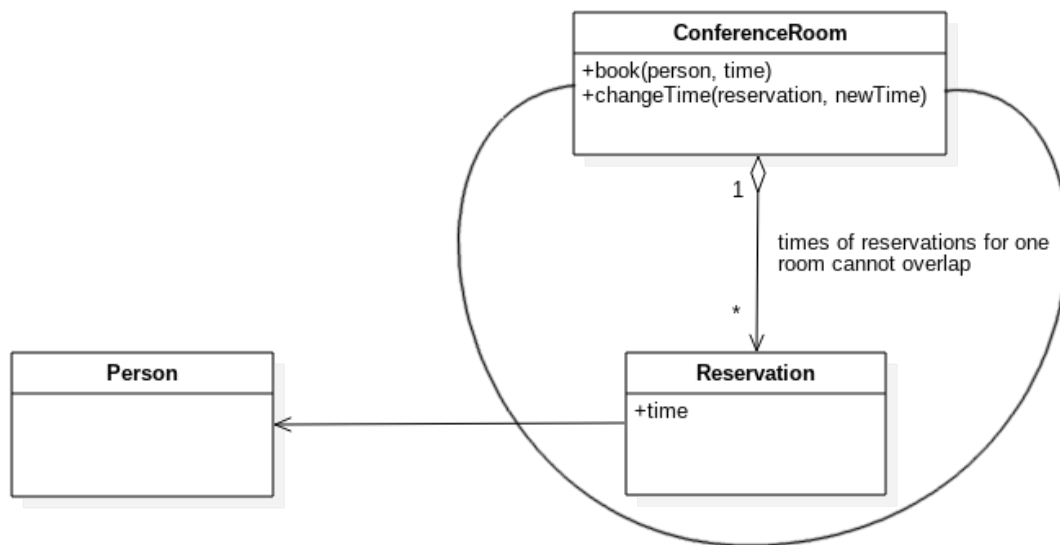 ConferenceRoom
+book(person, time)
+changeTime(reservation, newTime)
1
times of reservations for one
room cannot overlap
*
Person
Reservation
+time